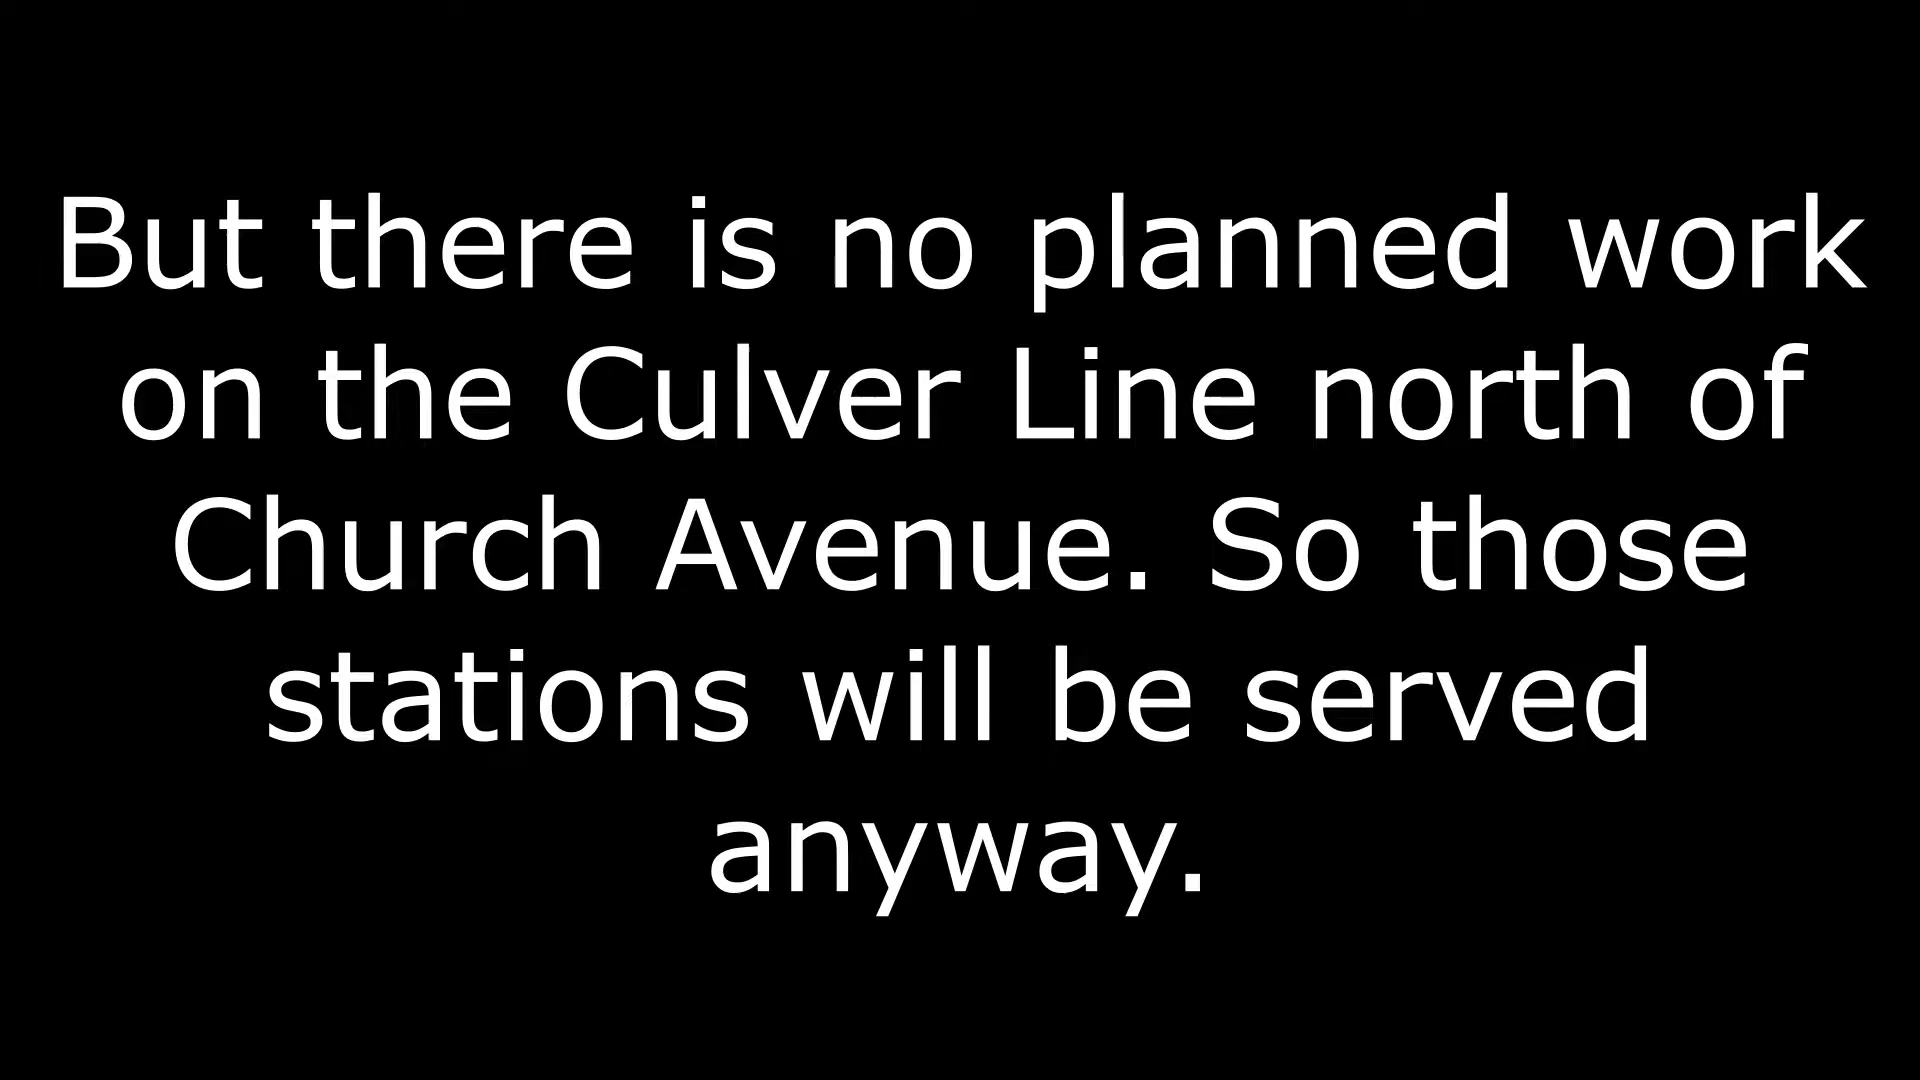 But there is no planned work
on the Culver Line north of
Church Avenue. So those
stations will be served
anyway.